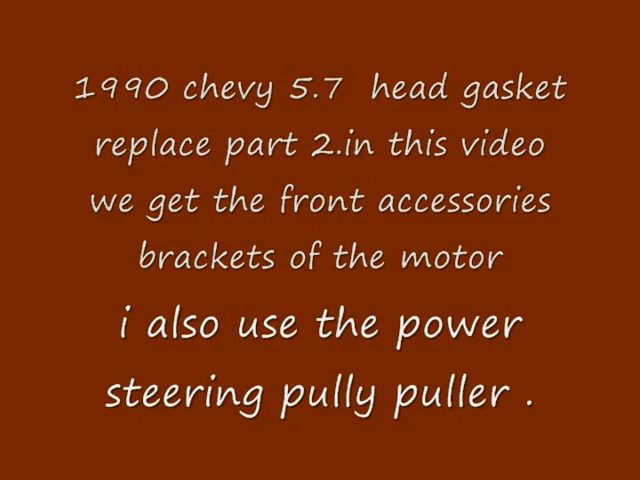 1990 chevy 5.7 head gasket
replace part 2.in this video
we get the front accessories
brackets of the motor
i also use the power
steering pully puller .